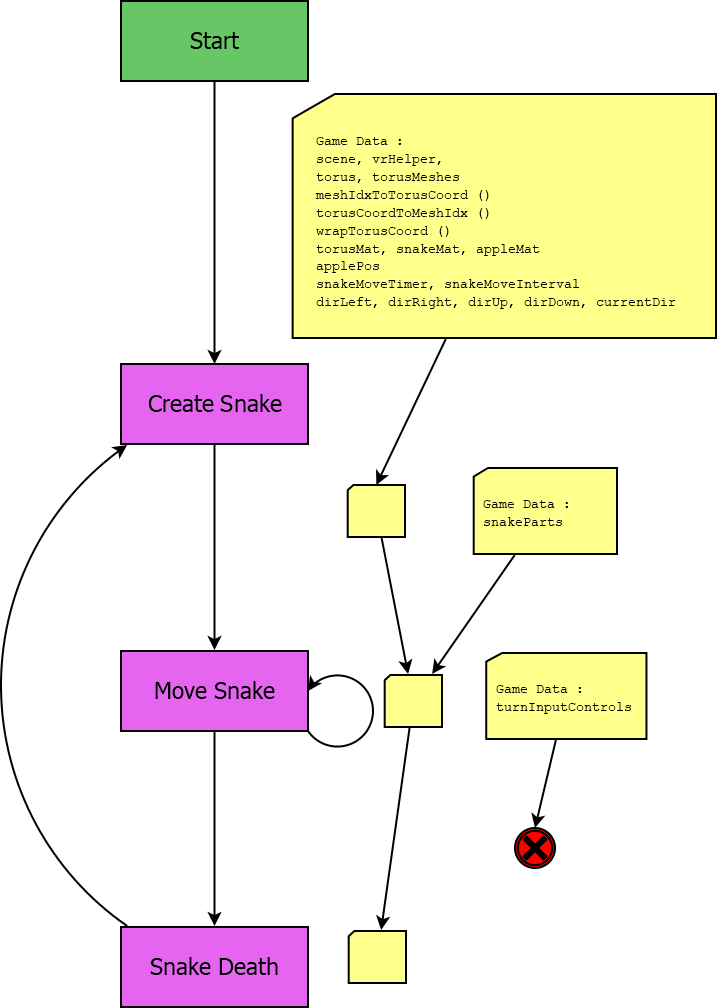 Start
Game Data :
scene, vrHelper,
torus, torusMeshes
meshIdxToTorusCoord ()
torusCoordToMeshIdx ()
wrapTorusCoord ()
torusMat, snakeMat, appleMat
applePos
snakeMoveTimer, snakeMoveInterval
dirLeft, dirRight, dirUp, dirDown, currentDir
Create Snake
Game Data :
snakeParts
Move Snake
Game Data :
turnInputControls
Snake Death